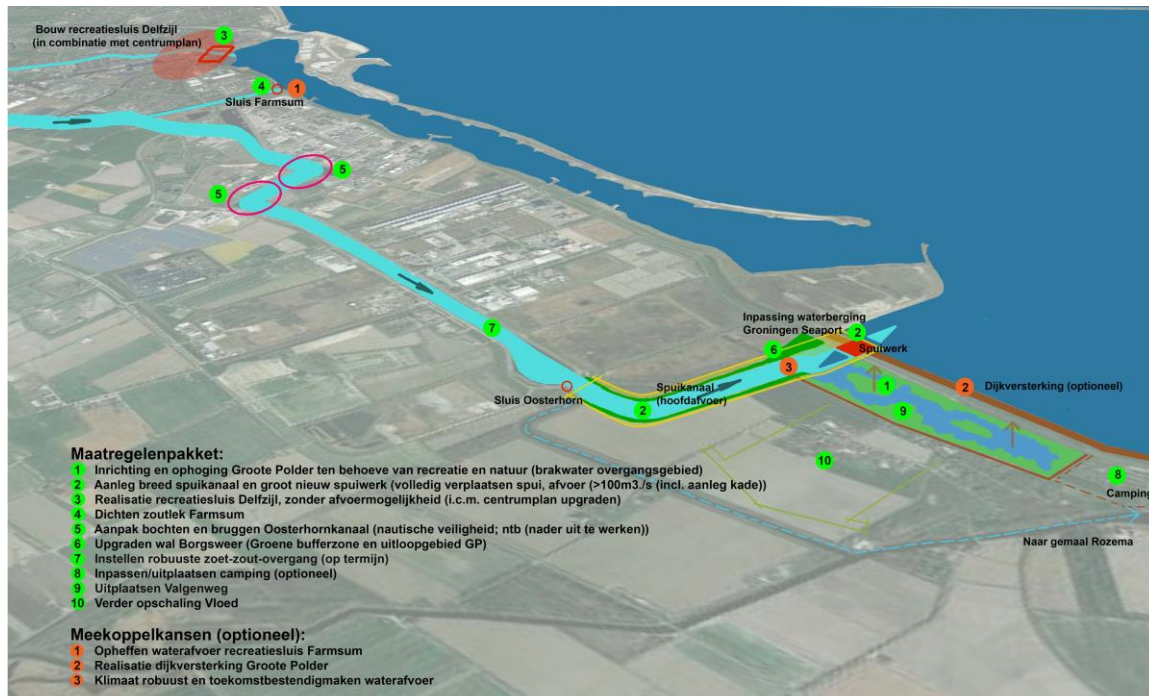 Bouw recreatiesluis Delfzijl
(in combinatie met centrumplan)
3
4
1
Sluis Farmsum
5
5
7
Inpassing waterberging
Groningen Seaport
2
6
Spuiwerk
3
Sluis Oosterhorn
Spuikanaal
(hoofdafvoer)
2
1
2
Dijkversterking (optioneel)
9
10
8
Camping
Naar gemaal Rozema
Maatregelenpakket:
1 Inrichting en ophoging Groote Polder ten behoeve van recreatie en natuur (brakwater overgangsgebied)
2 Aanleg breed spuikanaal en groot nieuw spuiwerk (volledig verplaatsen spui, afvoer (>100m3./s (incl. aanleg kade))
3 Realisatie recreatiesluis Delfzijl, zonder afvoermogelijkheid (i.c.m. centrumplan upgraden)
4 Dichten zoutlek Farmsum
5 Aanpak bochten en bruggen Oosterhornkanaal (nautische veiligheid; ntb (nader uit te werken))
6 Upgraden wal Borgsweer (Groene bufferzone en uitloopgebied GP)
7 Instellen robuuste zoet-zout-overgang (op termijn)
8 Inpassen/uitplaatsen camping (optioneel)
9 Uitplaatsen Valgenweg
10 Verder opschaling Vloed
Meekoppelkansen (optioneel):
1 Opheffen waterafvoer recreatiesluis Farmsum
2 Realisatie dijkversterking Groote Polder
3 Klimaat robuust en toekomstbestendigmaken waterafvoer